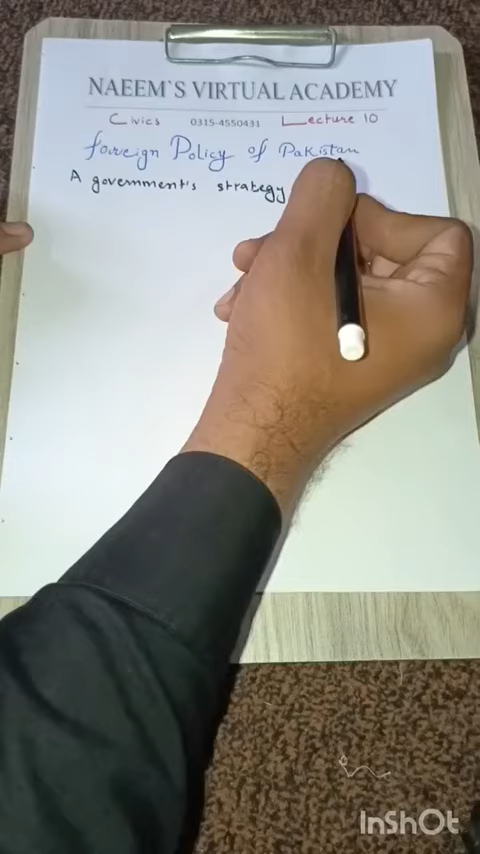 NAEEM`S VIRTUAL ACADEMY
Civics 0315-4550431 Lecture 10
foreign Policy of Pakistan
A government's strategy
InShOt